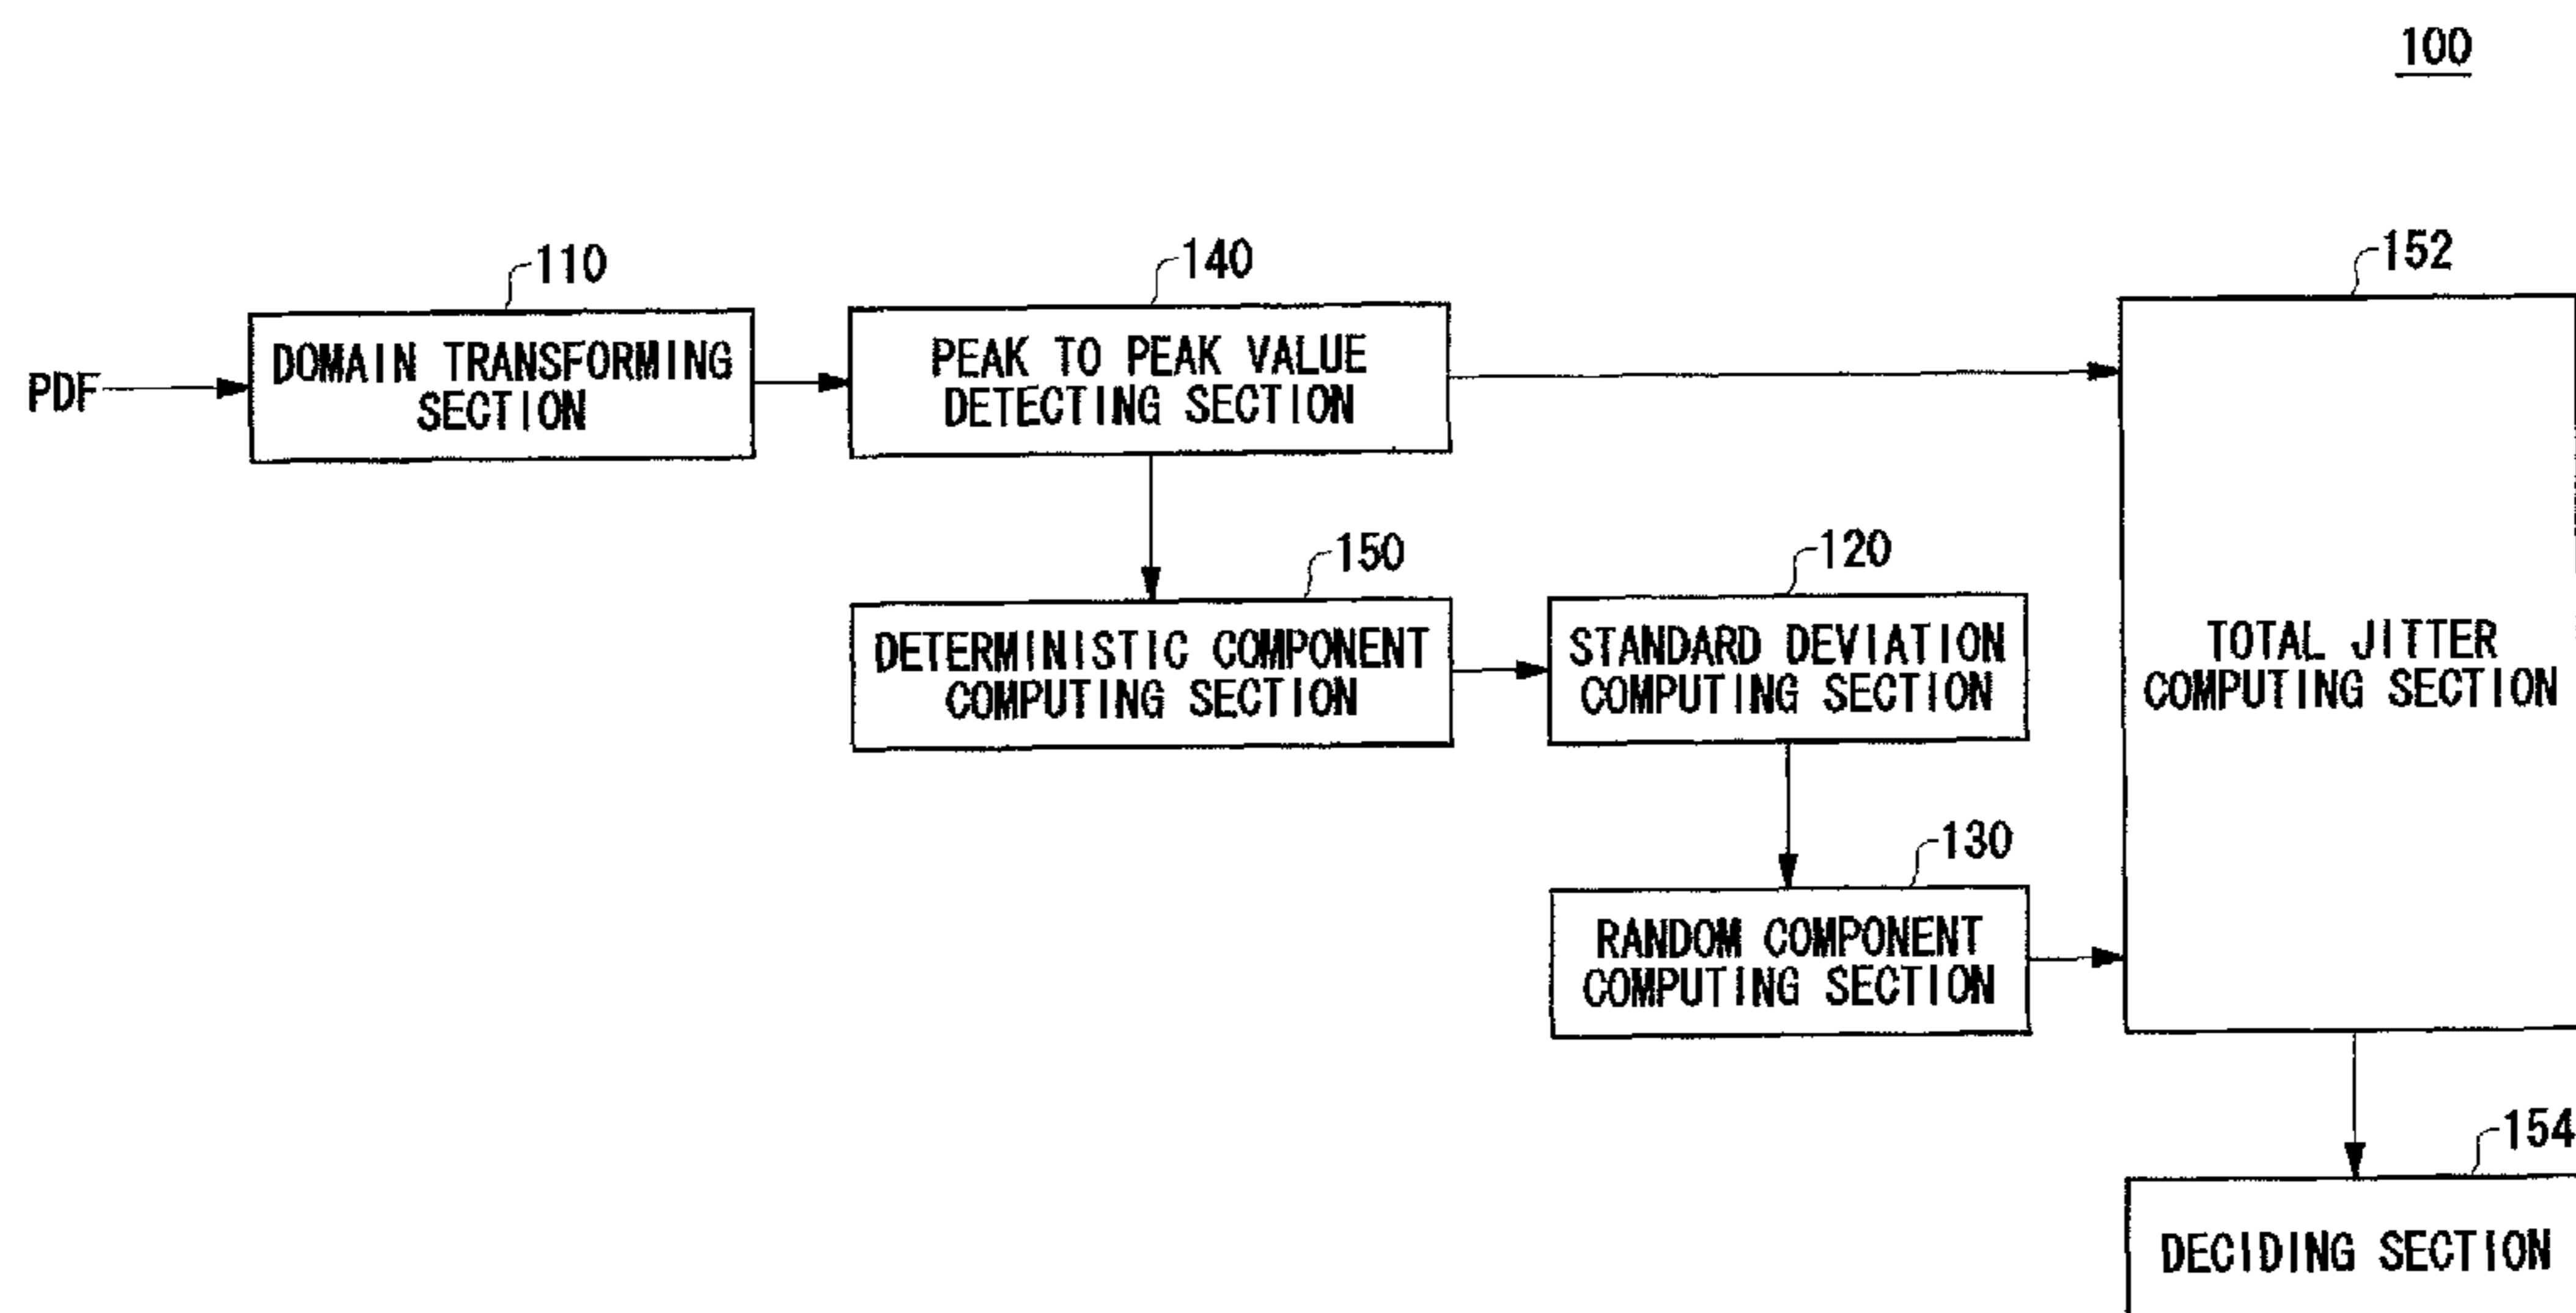 100
110
140
152
PDF
DOMAIN TRANSFORMING
SECTION
PEAK TO PEAK VALUE
DETECTING SECTION
150
120
DETERMINISTIC COMPONENT
COMPUTING SECTION
STANDARD DEVIATION
COMPUTING SECTION
TOTAL JITTER
COMPUTING SECTION
130
RANDOM COMPONENT
COMPUTING SECTION
154
DECIDING SECTION